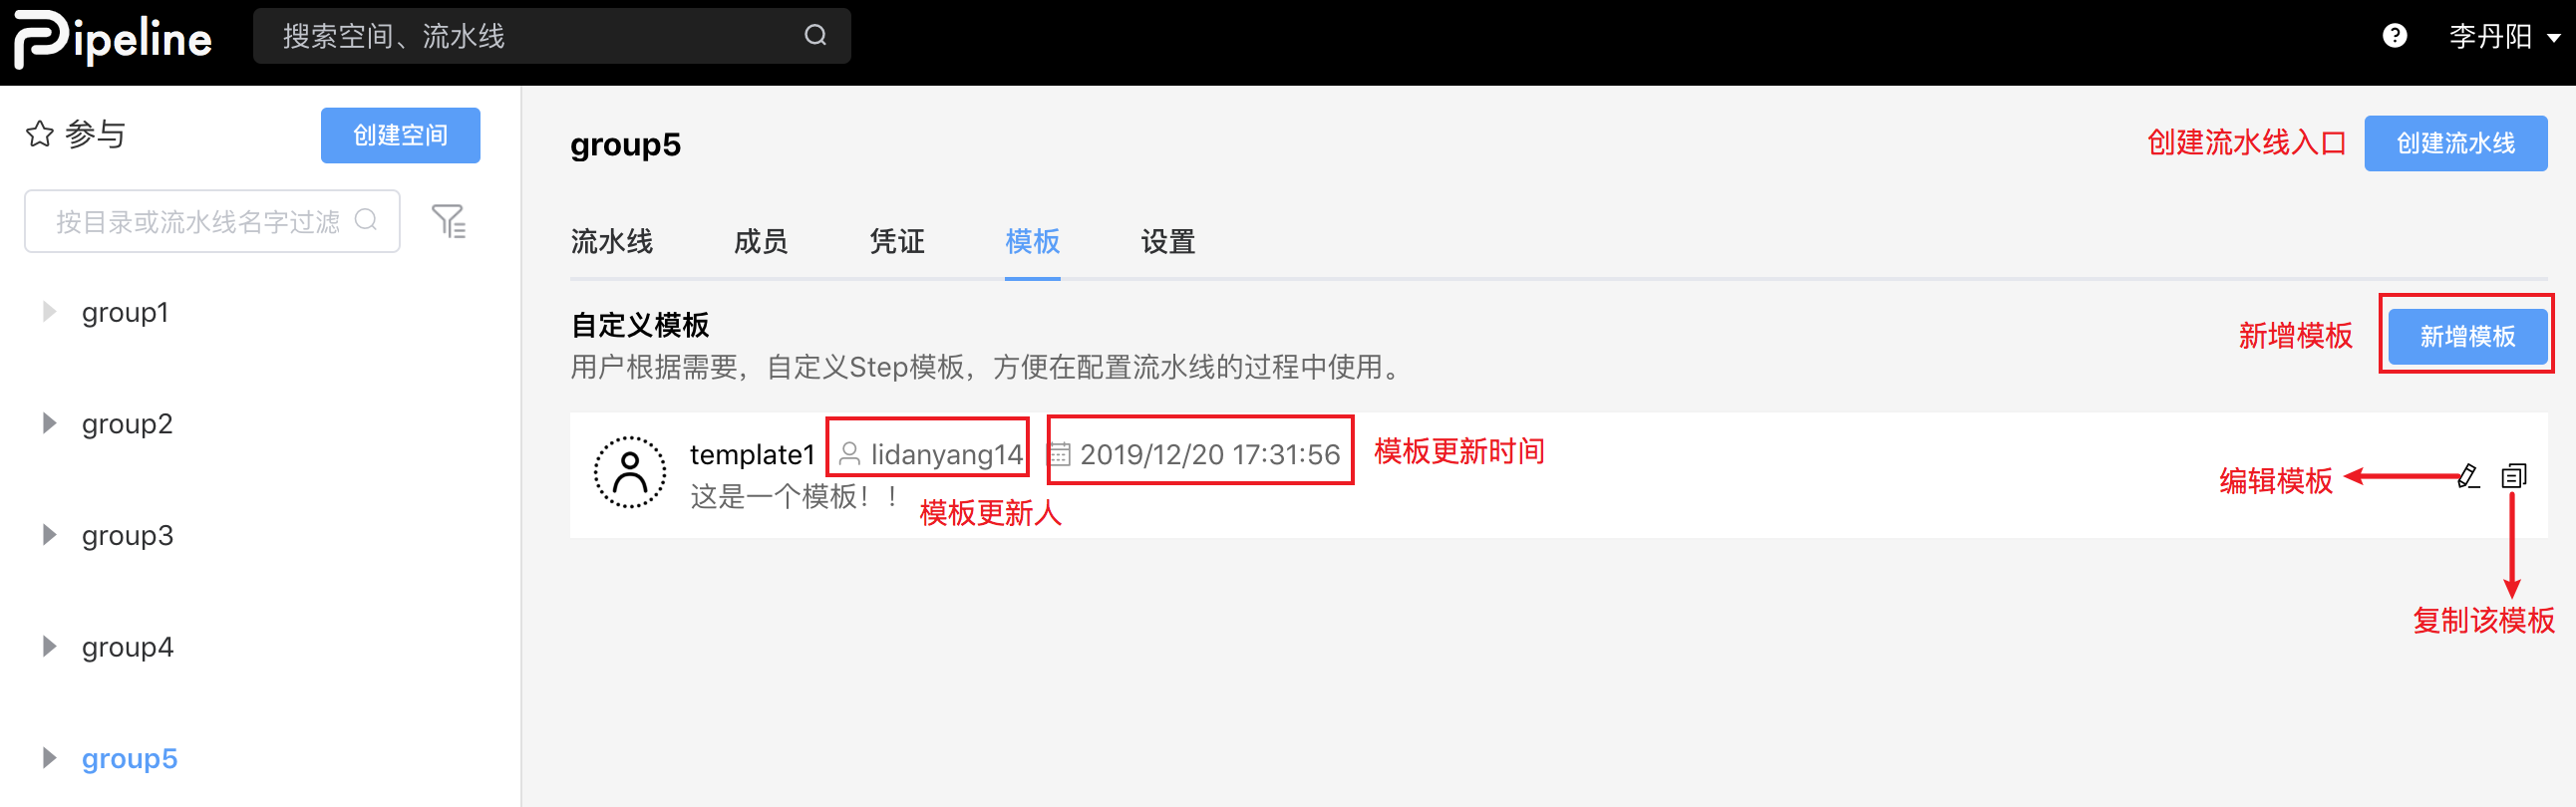 Pipeline
搜索空间、流水线
李丹阳
参与
创建空间
按目录或流水线名字过滤
group1
group2
group3
group4
group5
group5
创建流水线入口
创建流水线
流水线 成员 凭证 模板 设置
自定义模板
用户根据需要，自定义Step模板，方便在配置流水线的过程中使用。
新增模板
新增模板
template1 lidanyang14 2019/12/20 17:31:56
模板更新时间
这是一个模板！！
模板更新人
编辑模板
复制该模板